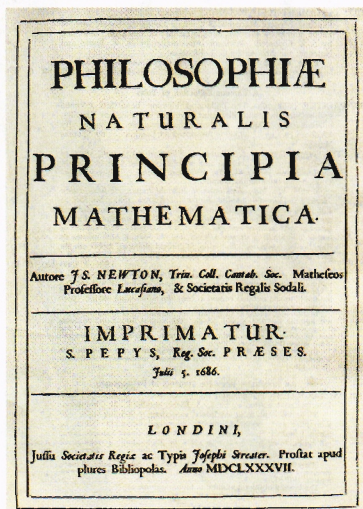 PHILOSOPHIÆ
NATURALIS
PRINCIPIA
MATHEMATICA.
Autore JS. NEWTON, Trin. Coll. Cantab. Soc. Matheseos
Professore Lucasiano, & Societatis Regalis Sodali.
IMPRIMATUR.
S. PEPYS, Reg. Soc. PRÆSES.
Julii 5. 1686.
LONDINI,
Jussu Societatis Regiæ ac Typis Josephi Streater. Prostat apud
plures Bibliopolas. Anno MDCLXXXVII.